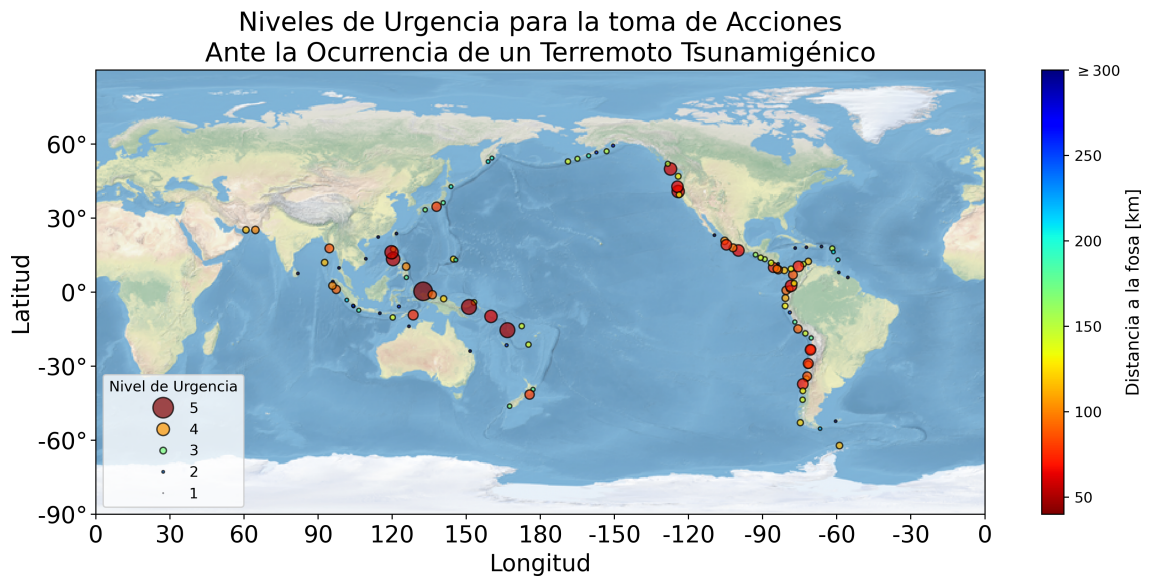 Niveles de Urgencia para la toma de Acciones
Ante la Ocurrencia de un Terremoto Tsunamigénico
Latitud
60°
30°
0°
-30°
-60°
-90°
Nivel de Urgencia
5
4
3
2
1
0 30 60 90 120 150 180 -150 -120 -90 -60 -30 0
Longitud
≥300
250
200
150
100
50
Distancia a la fosa [km]